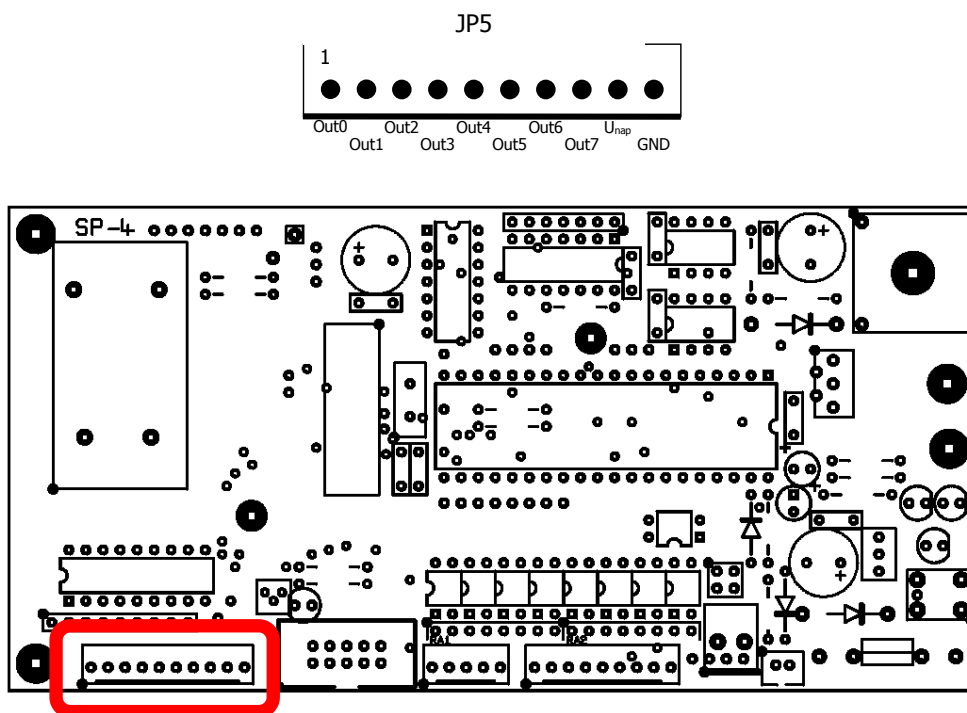 JP5
1
Out0 Out2 Out4 Out6 Unap
Out1 Out3 Out5 Out7 GND
SP-4
RA1 RA2